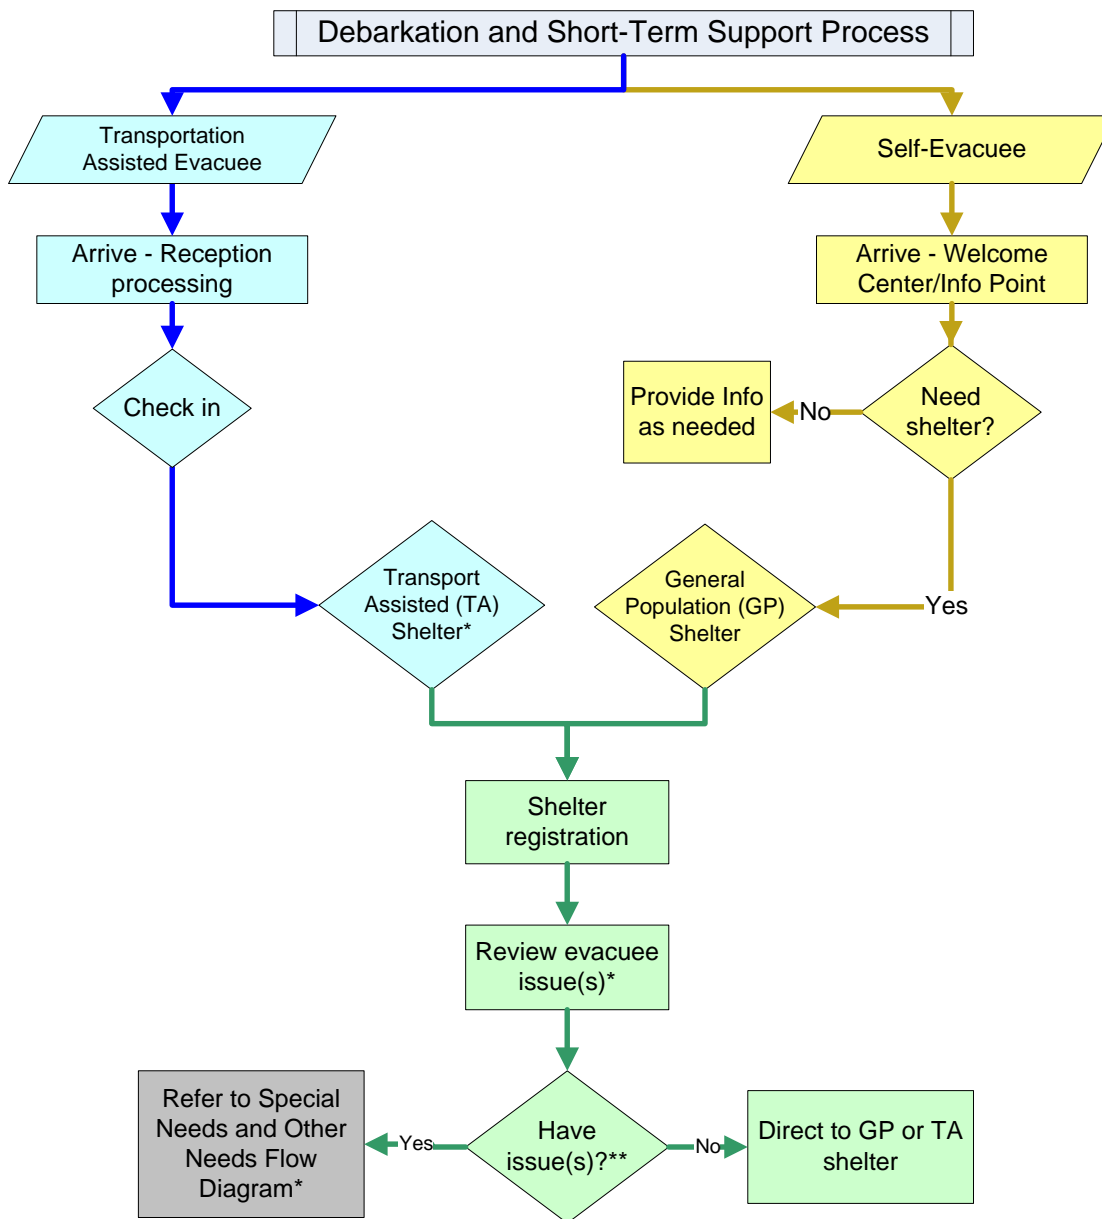 Debarkation and Short-Term Support Process
Transportation
Assisted Evacuee
Self-Evacuee
Arrive - Reception
processing
Arrive - Welcome
Center/Info Point
Check in
Provide Info
as needed
No
Need
shelter?
Transport
Assisted (TA)
Shelter*
General
Population (GP)
Shelter
Yes
Shelter
registration
Review evacuee
issue(s)*
Refer to Special
Needs and Other
Needs Flow
Diagram*
Yes
Have
issue(s)?**
No
Direct to GP or TA
shelter